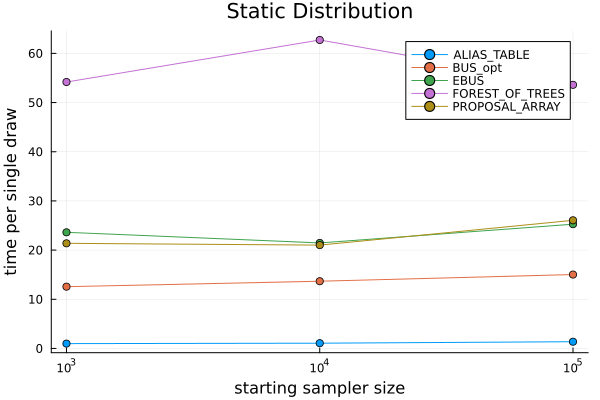 Static Distribution
time per single draw
60
50
40
30
20
10
0
ALIAS_TABLE
BUS_opt
EBUS
FOREST_OF_TREES
PROPOSAL_ARRAY
10³ 10⁴ 10⁵
starting sampler size